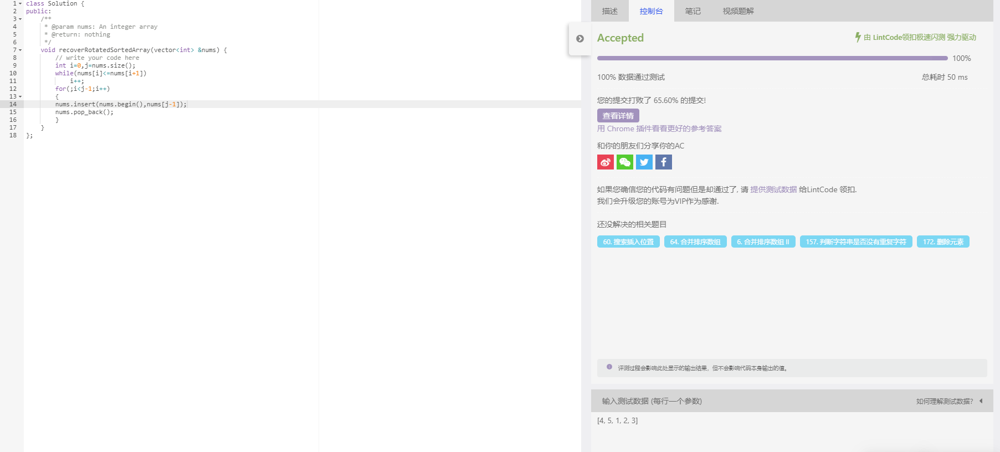 1 class Solution {
2 public:
3 /**
4 * @param nums: An integer array
5 * @return: nothing
6 */
7 void recoverRotatedSortedArray(vector<int> &nums) {
8 // write your code here
9 int i=0,j=nums.size();
10 while(nums[i]<=nums[i+1])
11 i++;
12 for(;i<j-1;i++)
13 {
14 nums.insert(nums.begin(),nums[j-1]);
15 nums.pop_back();
16 }
17 }
18 };
描述 控制台 笔记 视频题解
Accepted 由 LintCode领扣极速闪测 强力驱动
100%
100% 数据通过测试 总耗时 50 ms
您的提交打败了 65.60% 的提交!
查看详情
用 Chrome 插件看看更好的参考答案
和你的朋友们分享你的AC
如果您确信您的代码有问题但是却通过了, 请 提供测试数据 给LintCode 领扣.
我们会升级您的账号为VIP作为感谢.
还没解决的相关题目
60. 搜索插入位置 64. 合并排序数组 6. 合并排序数组 II 157. 判断字符串是否没有重复字符 172. 删除元素
评测过程会影响此处显示的输出结果，但不会影响代码本身输出的值。
输入测试数据 (每行一个参数) 如何理解测试数据?
[4, 5, 1, 2, 3]